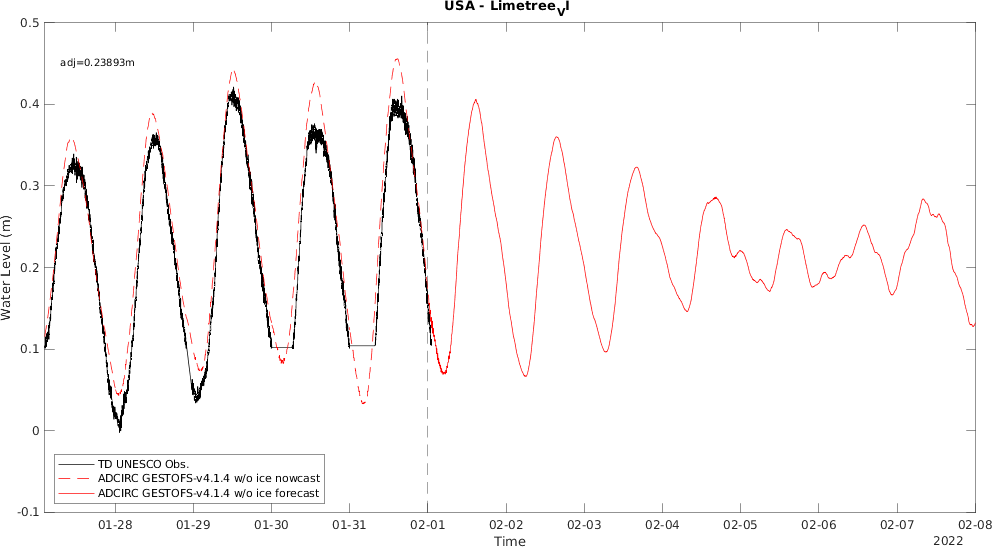 USA - Limetree_VI
0.5
adj=0.23893m
0.4
0.3
0.2
0.1
0
-0.1
Water Level (m)
TD UNESCO Obs.
ADCIRC GESTOFS-v4.1.4 w/o ice nowcast
ADCIRC GESTOFS-v4.1.4 w/o ice forecast
01-28 01-29 01-30 01-31 02-01 02-02 02-03 02-04 02-05 02-06 02-07 02-08
Time
2022